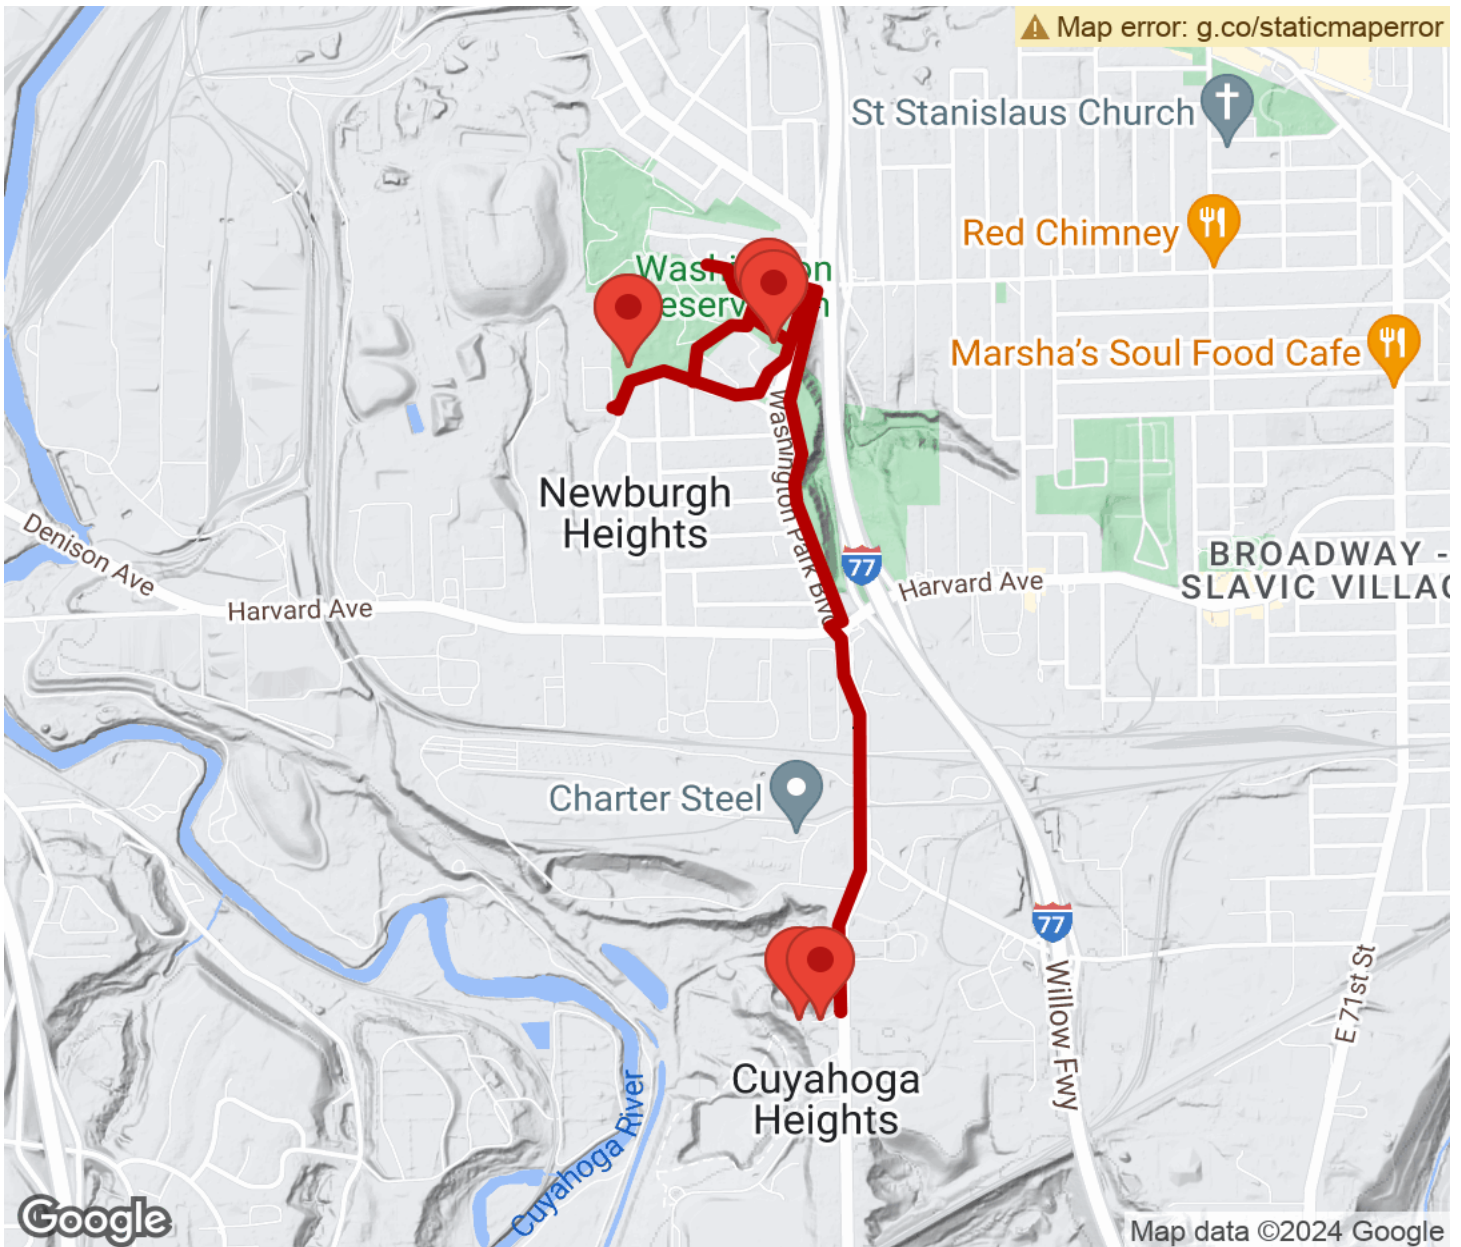 Map error: g.co/staticmaperror
St Stanislaus Church
Red Chimney
Washington
Reservation
Marsha's Soul Food Cafe
Washington Park Blvd
Newburgh
Heights
Denison Ave
77
BROADWAY -
SLAVIC VILLAG
Harvard Ave
Harvard Ave
Charter Steel
77
Willow Fwy
E 71st St
Cuyahoga
Heights
Cuyahoga River
Google
Map data ©2024 Google